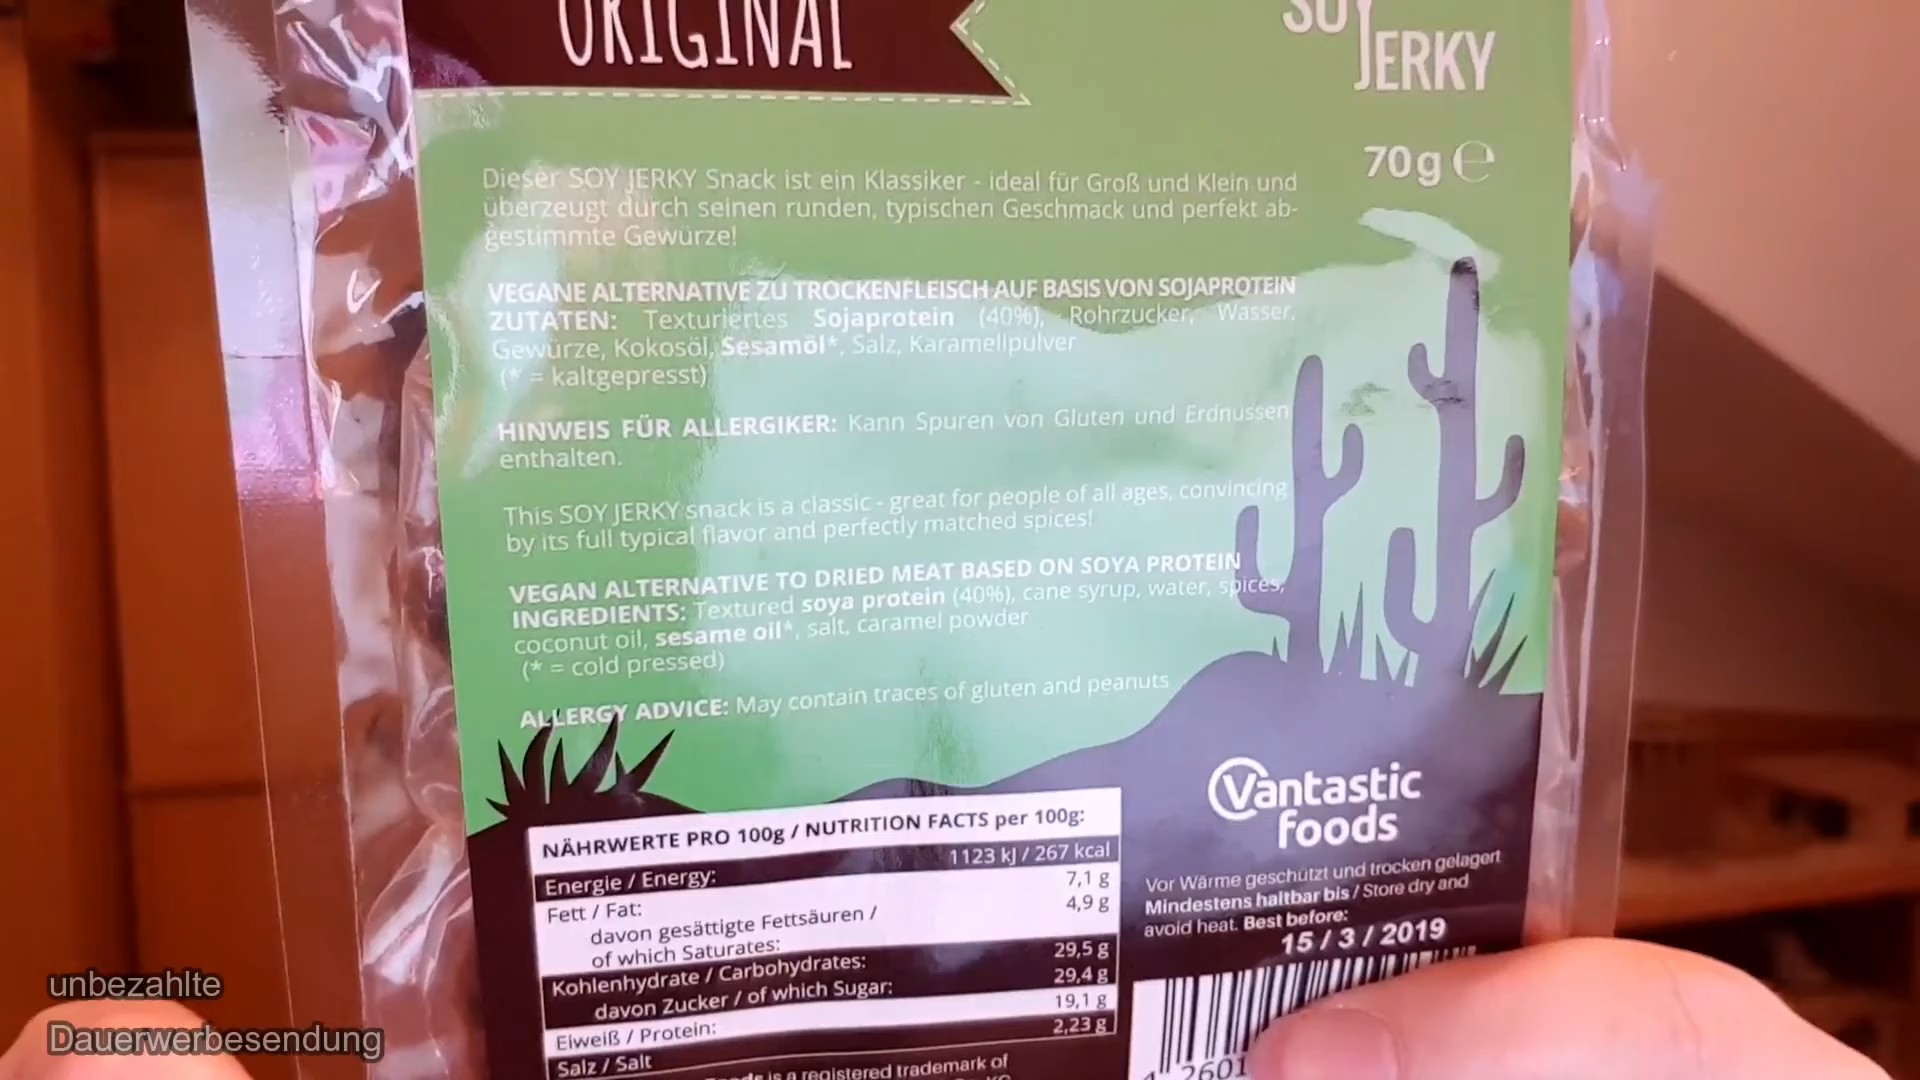 ORIGINAL
SOY
JERKY
70g ℮
Dieser SOY JERKY Snack ist ein Klassiker - ideal für Groß und Klein und
überzeugt durch seinen runden, typischen Geschmack und perfekt ab-
gestimmte Gewürze!
VEGANE ALTERNATIVE ZU TROCKENFLEISCH AUF BASIS VON SOJAPROTEIN
ZUTATEN: Texturiertes Sojaprotein (40%), Rohrzucker, Wasser,
Gewürze, Kokosöl, Sesamöl*, Salz, Karamellpulver
(* = kaltgepresst)
HINWEIS FÜR ALLERGIKER: Kann Spuren von Gluten und Erdnüssen
enthalten.
This SOY JERKY snack is a classic - great for people of all ages, convincing
by its full typical flavor and perfectly matched spices!
VEGAN ALTERNATIVE TO DRIED MEAT BASED ON SOYA PROTEIN
INGREDIENTS: Textured soya protein (40%), cane syrup, water, spices,
coconut oil, sesame oil*, salt, caramel powder
(* = cold pressed)
ALLERGY ADVICE: May contain traces of gluten and peanuts
NÄHRWERTE PRO 100g / NUTRITION FACTS per 100g:
Energie / Energy: 1123 kJ / 267 kcal
Fett / Fat: 7,1 g
davon gesättigte Fettsäuren / 4,9 g
of which Saturates:
Kohlenhydrate / Carbohydrates: 29,5 g
davon Zucker / of which Sugar: 29,4 g
Eiweiß / Protein: 19,1 g
Salz / Salt 2,23 g
is a registered trademark of
Vantastic
foods
Vor Wärme geschützt und trocken gelagert
Mindestens haltbar bis / Store dry and
avoid heat. Best before:
15 / 3 / 2019
4 2601
unbezahlte
Dauerwerbesendung